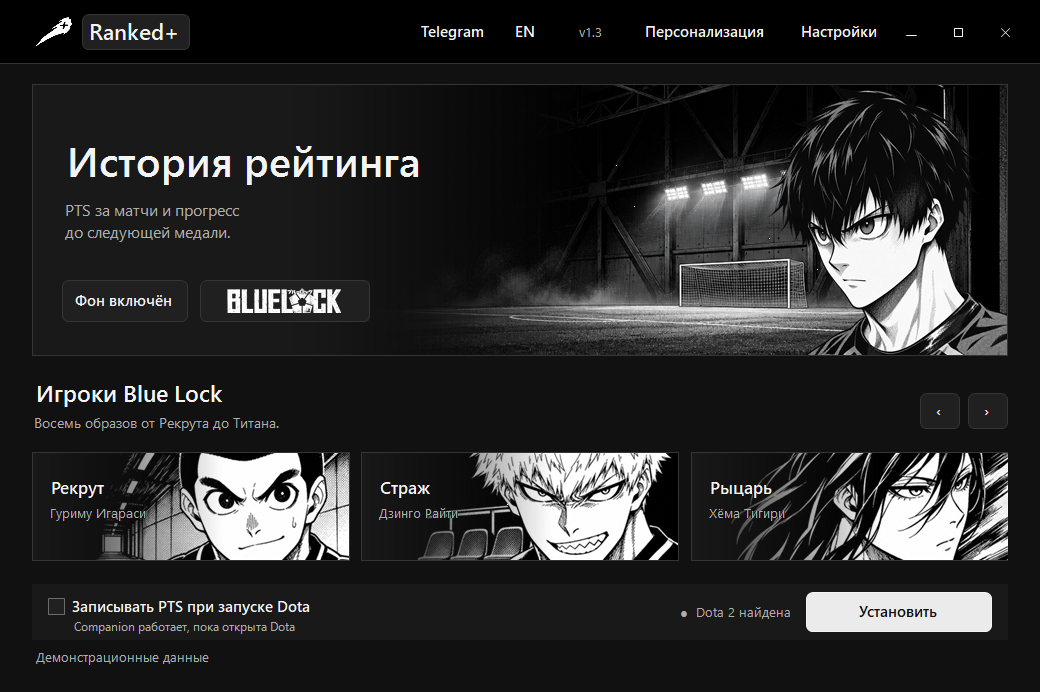 Ranked+
Telegram
EN
v1.3
Персонализация
Настройки
История рейтинга
PTS за матчи и прогресс
до следующей медали.
Фон включён
BLUELOCK
Игроки Blue Lock
Восемь образов от Рекрута до Титана.
Рекрут
Гуриму Игараси
Страж
Дзинго Райти
Рыцарь
Хёма Тигири
Записывать PTS при запуске Dota
Companion работает, пока открыта Dota
Dota 2 найдена
Установить
Демонстрационные данные